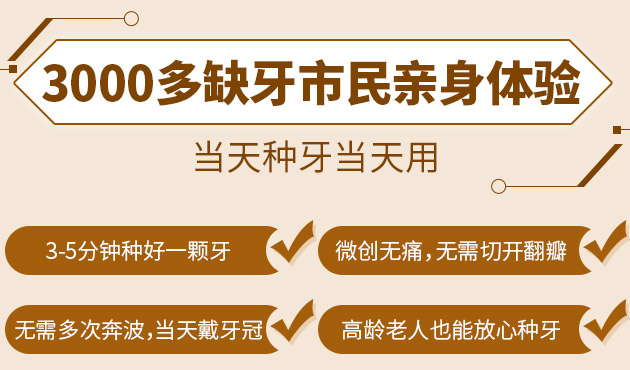 3000多缺牙市民亲身体验
当天种牙当天用
3-5分钟种好一颗牙
微创无痛，无需切开翻瓣
无需多次奔波，当天戴牙冠
高龄老人也能放心种牙